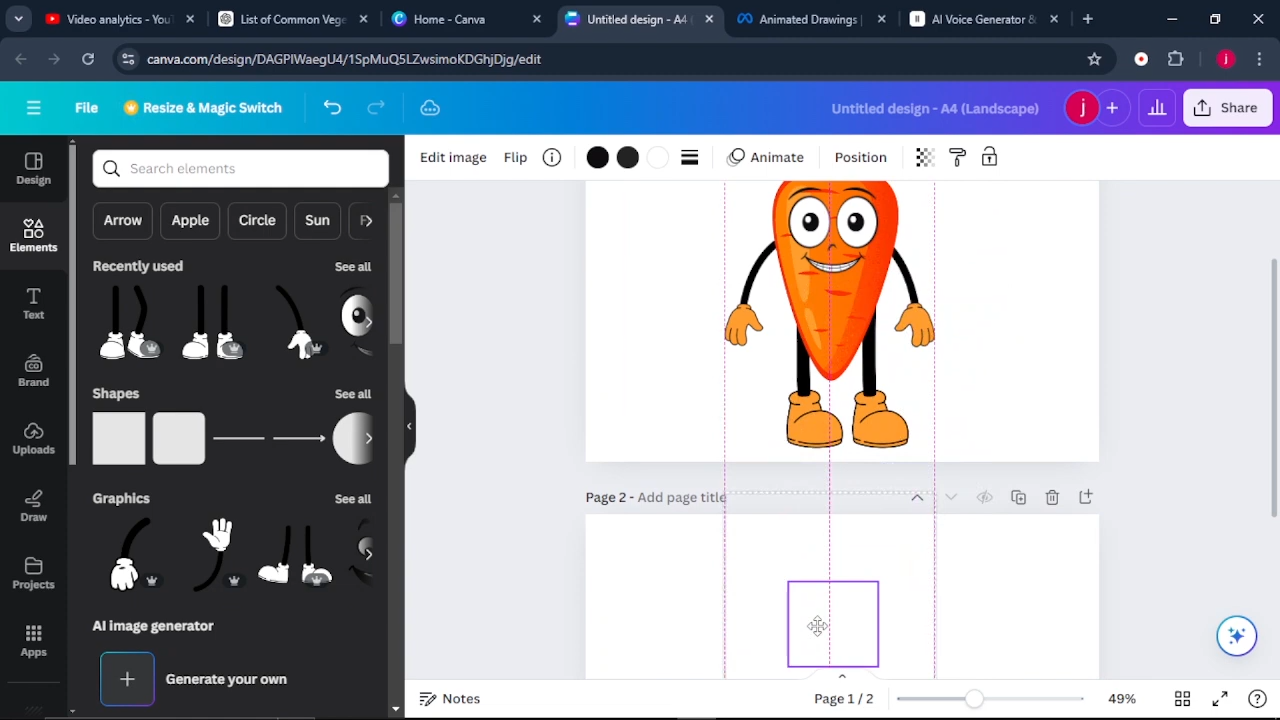 Video analytics - YouT
List of Common Vege
Home - Canva
Untitled design - A4 (
Animated Drawings |
AI Voice Generator &
canva.com/design/DAGPIWaegU4/1SpMuQ5LZwsimoKDGhjDjg/edit
j
File
Resize & Magic Switch
Untitled design - A4 (Landscape)
j
Share
Design
Elements
Text
Brand
Uploads
Draw
Projects
Apps
Search elements
Arrow
Apple
Circle
Sun
Recently used
See all
Shapes
See all
Graphics
See all
AI image generator
Generate your own
Edit image
Flip
Animate
Position
Page 2 - Add page title
Notes
Page 1 / 2
49%